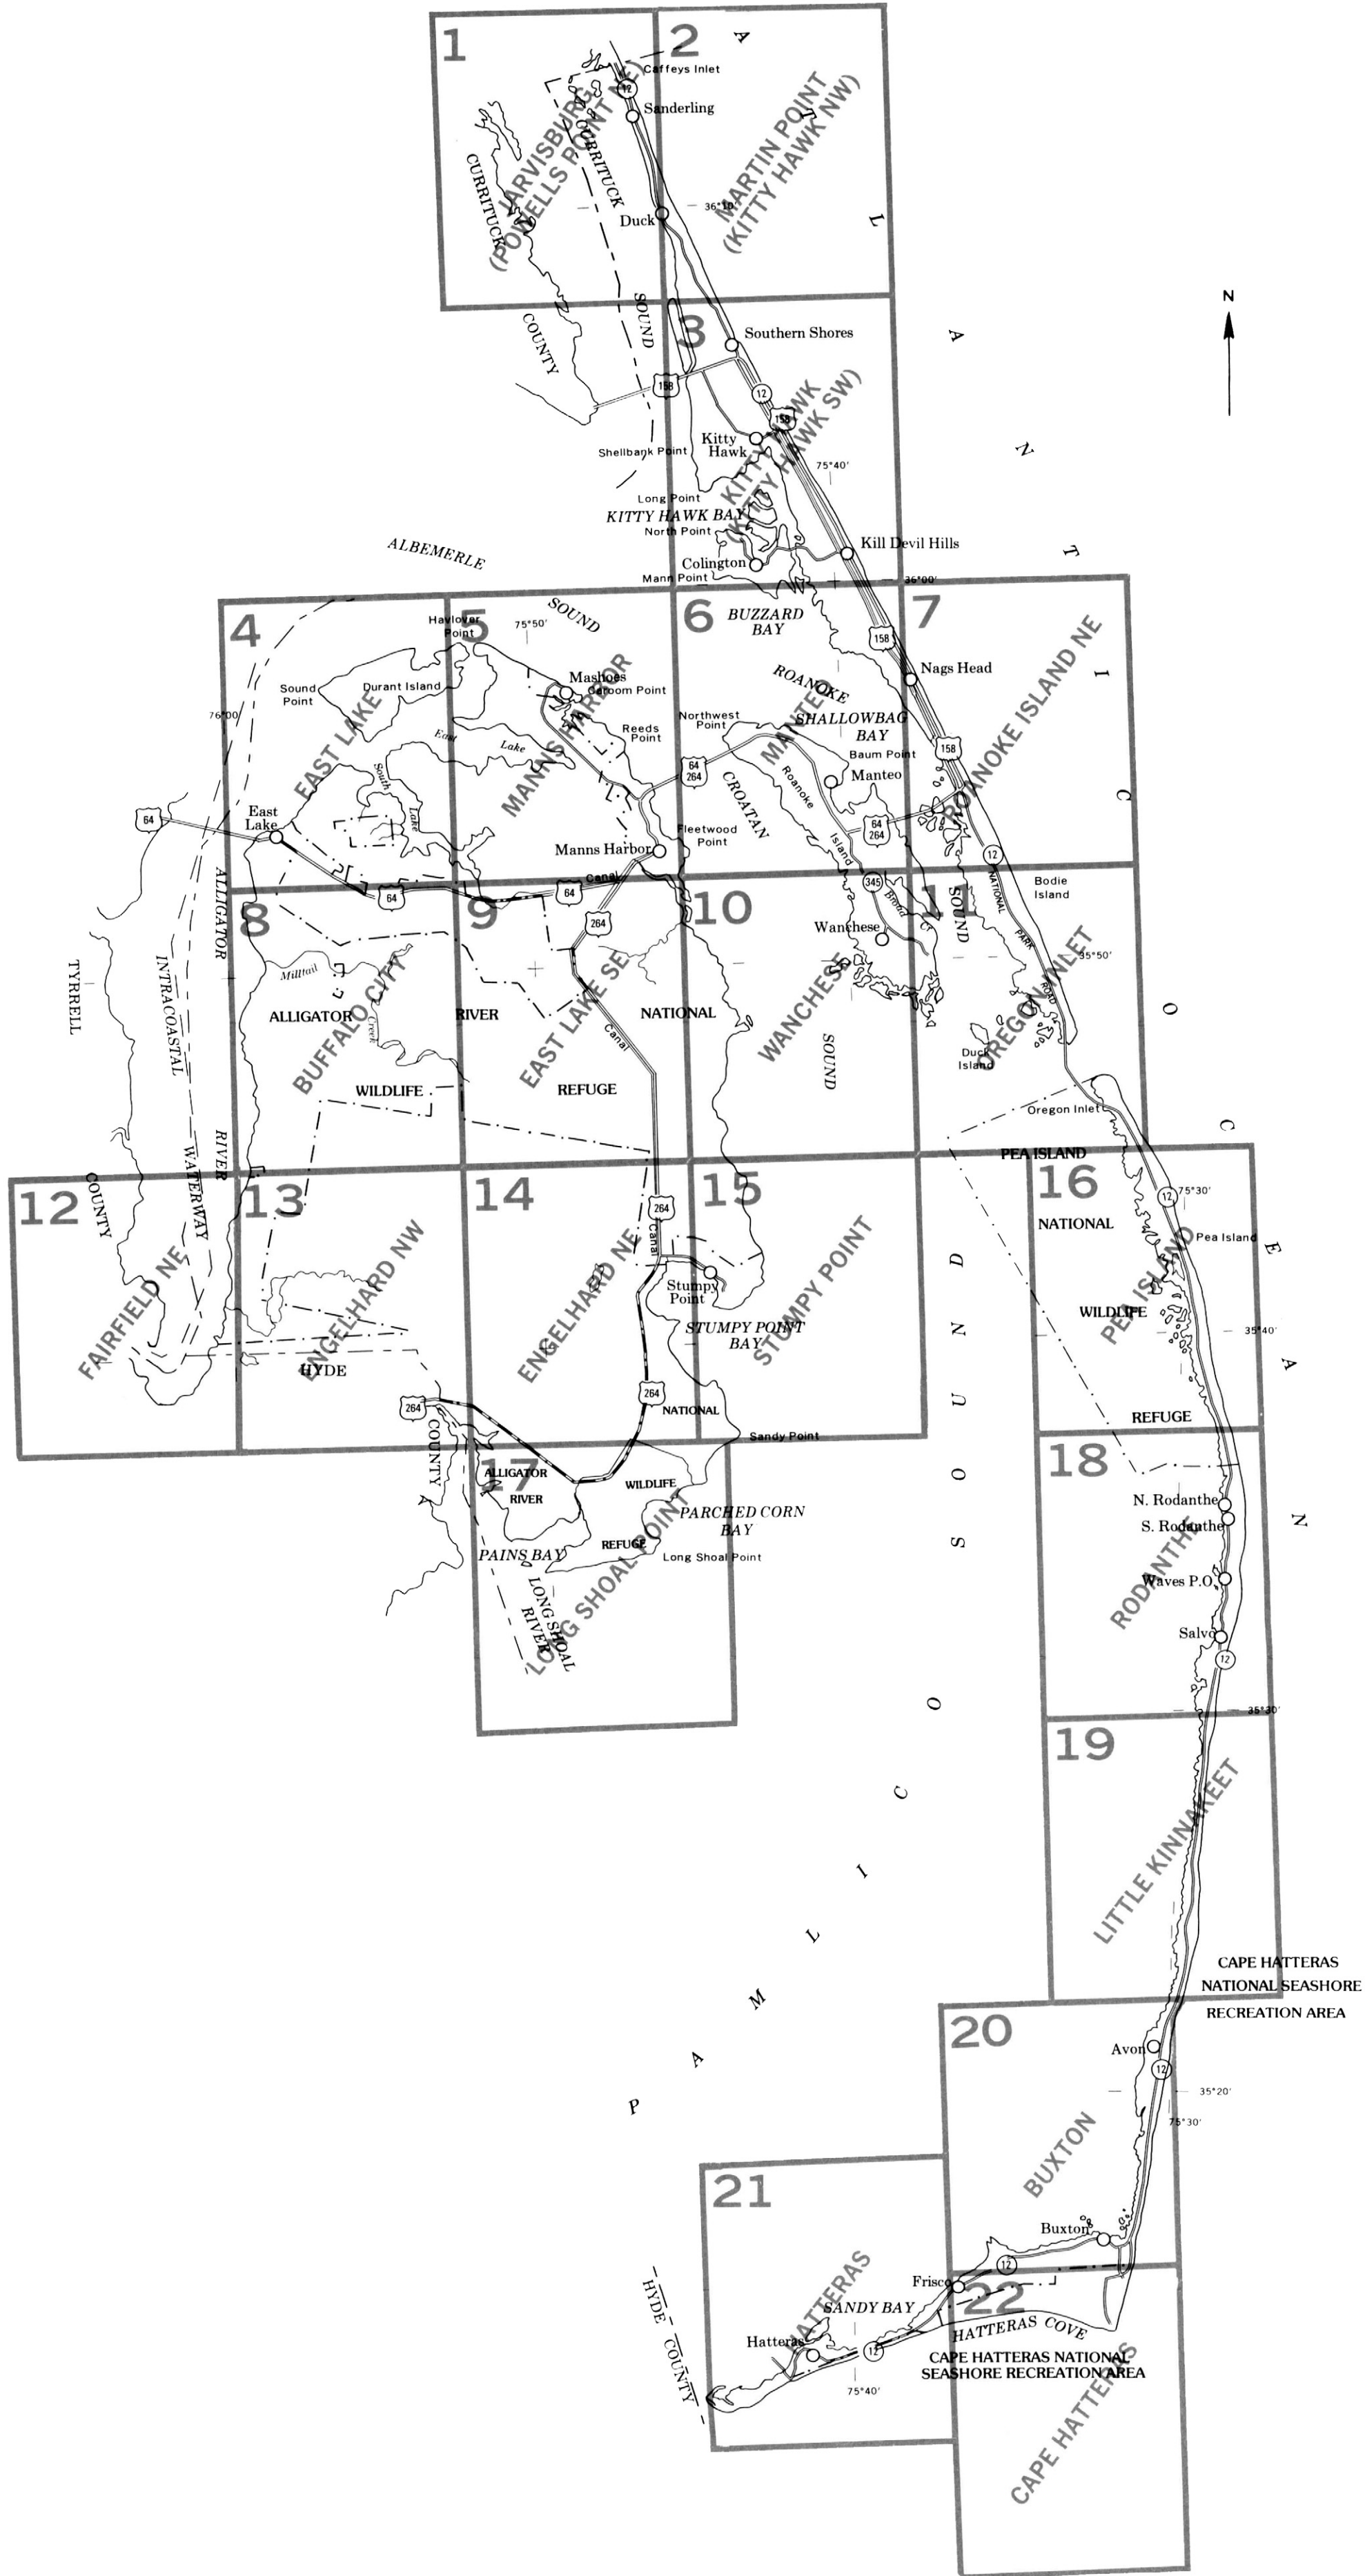 1
2
A
Caffeys Inlet
12
Sanderling
JARVISBURG
(POWELLS POINT NE)
MARTIN POINT
(KITTY HAWK NW)
T
CURRITUCK
CURRITUCK
36°10'
Duck
L
N
SOUND
COUNTY
3
Southern Shores
A
158
12
158
KITTY HAWK
(KITTY HAWK SW)
Kitty
Hawk
Shellbank Point
75°40'
N
Long Point
KITTY HAWK BAY
North Point
Kill Devil Hills
T
ALBEMERLE
Colington
Mann Point
36°00'
4
5
6
7
SOUND
75°50'
BUZZARD
BAY
Haylover
Point
158
Nags Head
I
Mashoes
Caroom Point
ROANOKE
Sound
Point
Durant Island
76°00'
Northwest
Point
SHALLOWBAG
BAY
Reeds
Point
East
Lake
158
EAST LAKE
MANNS HARBOR
MANTEO
ROANOKE ISLAND NE
Baum Point
64
264
Manteo
South
Lake
CROATAN
Roanoke
Island
C
64
East
Lake
Fleetwood
Point
64
264
Manns Harbor
12
Canal
345
NATIONAL
PARK
ROAD
Bodie
Island
ALLIGATOR
RIVER
64
64
8
9
10
11
264
Broad
Cr
SOUND
Wanchese
35°50'
TYRRELL
COUNTY
INTRACOASTAL
WATERWAY
Milltail
Creek
ALLIGATOR
RIVER
NATIONAL
O
BUFFALO CITY
EAST LAKE SE
WANCHESE
OREGON INLET
Canal
SOUND
Duck
Island
WILDLIFE
REFUGE
Oregon Inlet
C
PEA ISLAND
12
13
14
15
16
12
75°30'
264
Canal
NATIONAL
Pea Island
E
FAIRFIELD NE
ENGELHARD NW
ENGELHARD NE
STUMPY POINT
PEA ISLAND
Stumpy
Point
WILDLIFE
STUMPY POINT
BAY
35°40'
A
HYDE
COUNTY
264
264
NATIONAL
REFUGE
Sandy Point
17
18
ALLIGATOR
RIVER
WILDLIFE
REFUGE
N. Rodanthe
S. Rodanthe
N
PARCHED CORN
BAY
PAINS BAY
Long Shoal Point
LONG SHOAL
RIVER
LONG SHOAL POINT
Waves P.O.
RODANTHE
Salvo
12
35°30'
19
LITTLE KINNAKEET
PAMLICO SOUND
CAPE HATTERAS
NATIONAL SEASHORE
RECREATION AREA
20
Avon
12
35°20'
75°30'
BUXTON
21
Buxton
12
Frisco
22
HYDE COUNTY
HATTERAS
SANDY BAY
HATTERAS COVE
Hatteras
12
CAPE HATTERAS NATIONAL
SEASHORE RECREATION AREA
75°40'
CAPE HATTERAS